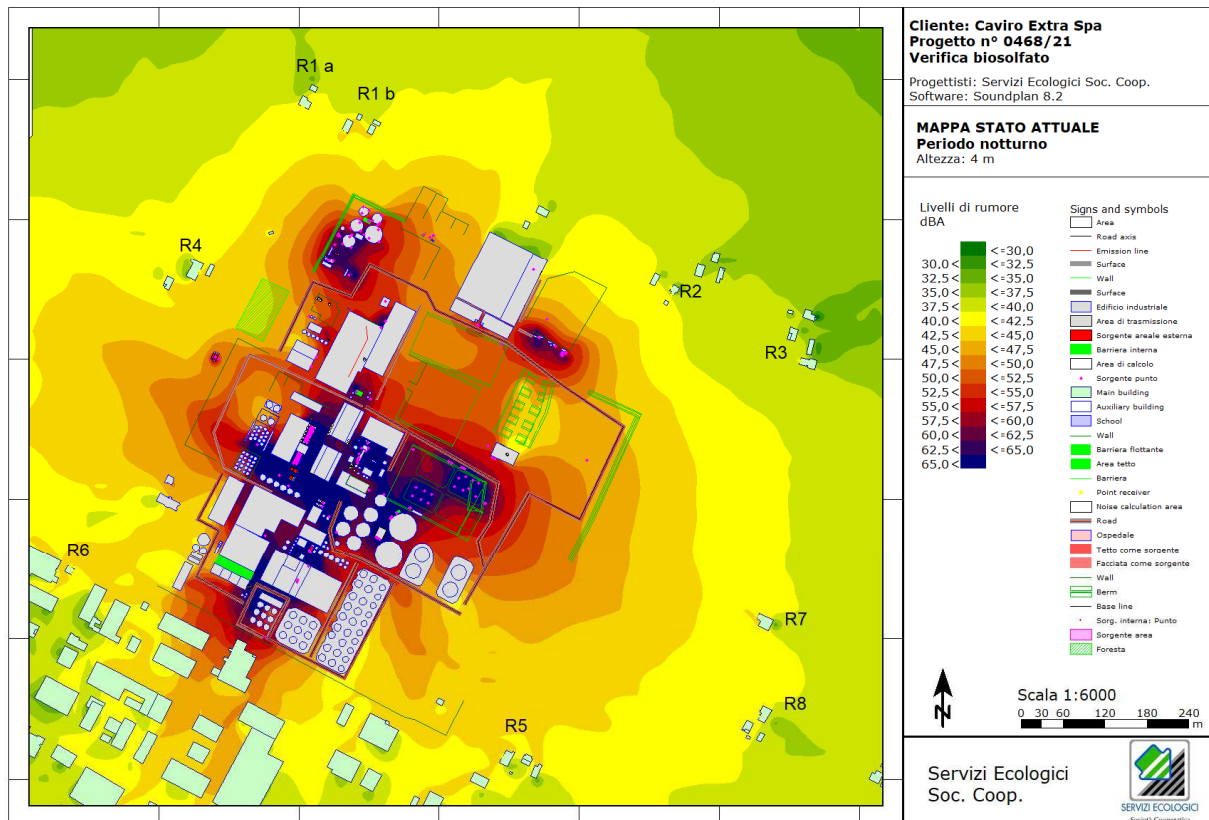 R1 a
R1 b
R4
R2
R3
R6
R7
R8
R5
Cliente: Caviro Extra Spa
Progetto n° 0468/21
Verifica biosolfato
Progettisti: Servizi Ecologici Soc. Coop.
Software: Soundplan 8.2
MAPPA STATO ATTUALE
Periodo notturno
Altezza: 4 m
Livelli di rumore
dBA
<=30,0
30,0< <=32,5
32,5< <=35,0
35,0< <=37,5
37,5< <=40,0
40,0< <=42,5
42,5< <=45,0
45,0< <=47,5
47,5< <=50,0
50,0< <=52,5
52,5< <=55,0
55,0< <=57,5
57,5< <=60,0
60,0< <=62,5
62,5< <=65,0
65,0<
Signs and symbols
Area
Road axis
Emission line
Surface
Wall
Surface
Edificio industriale
Area di trasmissione
Sorgente areale esterna
Barriera interna
Area di calcolo
Sorgente punto
Main building
Auxiliary building
School
Wall
Barriera flottante
Area tetto
Barriera
Point receiver
Noise calculation area
Road
Ospedale
Tetto come sorgente
Facciata come sorgente
Wall
Berm
Base line
Sorg. interna: Punto
Sorgente area
Foresta
N
Scala 1:6000
0 30 60 120 180 240
m
Servizi Ecologici
Soc. Coop.
SERVIZI ECOLOGICI
Società Cooperativa